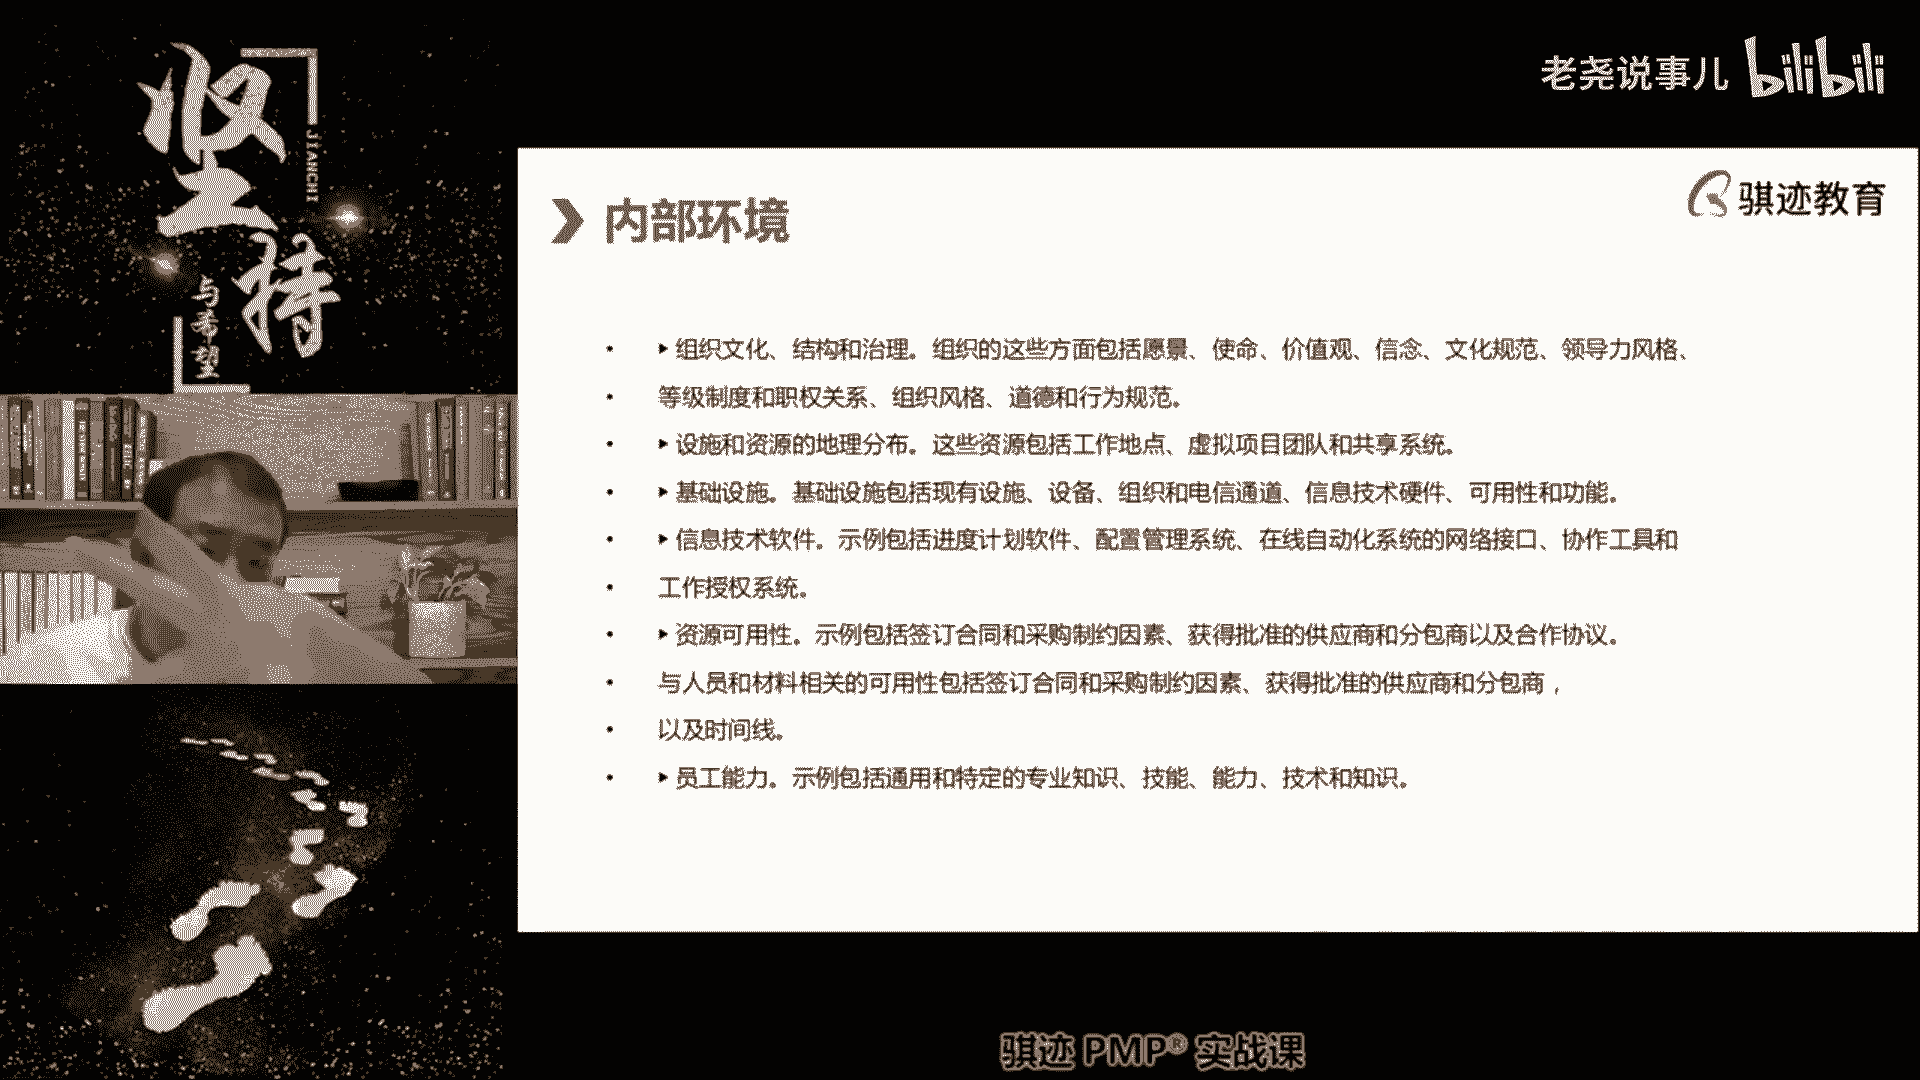 坚持
JIANCHI
与希望
老尧说事儿 bilibili
骐迹教育
内部环境
• ▸ 组织文化、结构和治理。组织的这些方面包括愿景、使命、价值观、信念、文化规范、领导力风格、
• 等级制度和职权关系、组织风格、道德和行为规范。
• ▸ 设施和资源的地理分布。这些资源包括工作地点、虚拟项目团队和共享系统。
• ▸ 基础设施。基础设施包括现有设施、设备、组织和电信通道、信息技术硬件、可用性和功能。
• ▸ 信息技术软件。示例包括进度计划软件、配置管理系统、在线自动化系统的网络接口、协作工具和
• 工作授权系统。
• ▸ 资源可用性。示例包括签订合同和采购制约因素、获得批准的供应商和分包商以及合作协议。
• 与人员和材料相关的可用性包括签订合同和采购制约因素、获得批准的供应商和分包商，
• 以及时间线。
• ▸ 员工能力。示例包括通用和特定的专业知识、技能、能力、技术和知识。
骐迹 PMP® 实战课